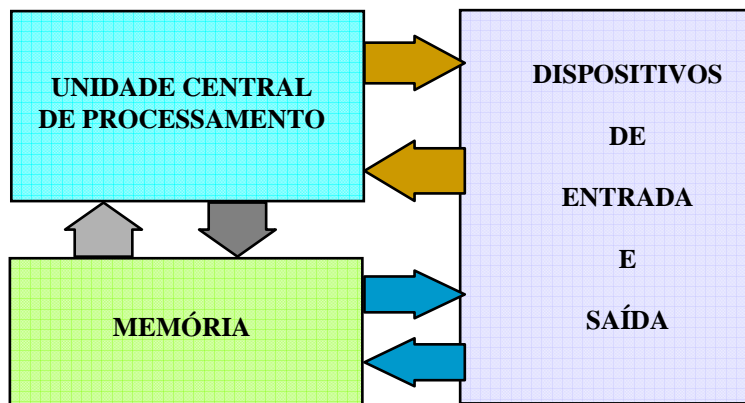 UNIDADE CENTRAL
DE PROCESSAMENTO
DISPOSITIVOS
DE
ENTRADA
E
SAÍDA
MEMÓRIA